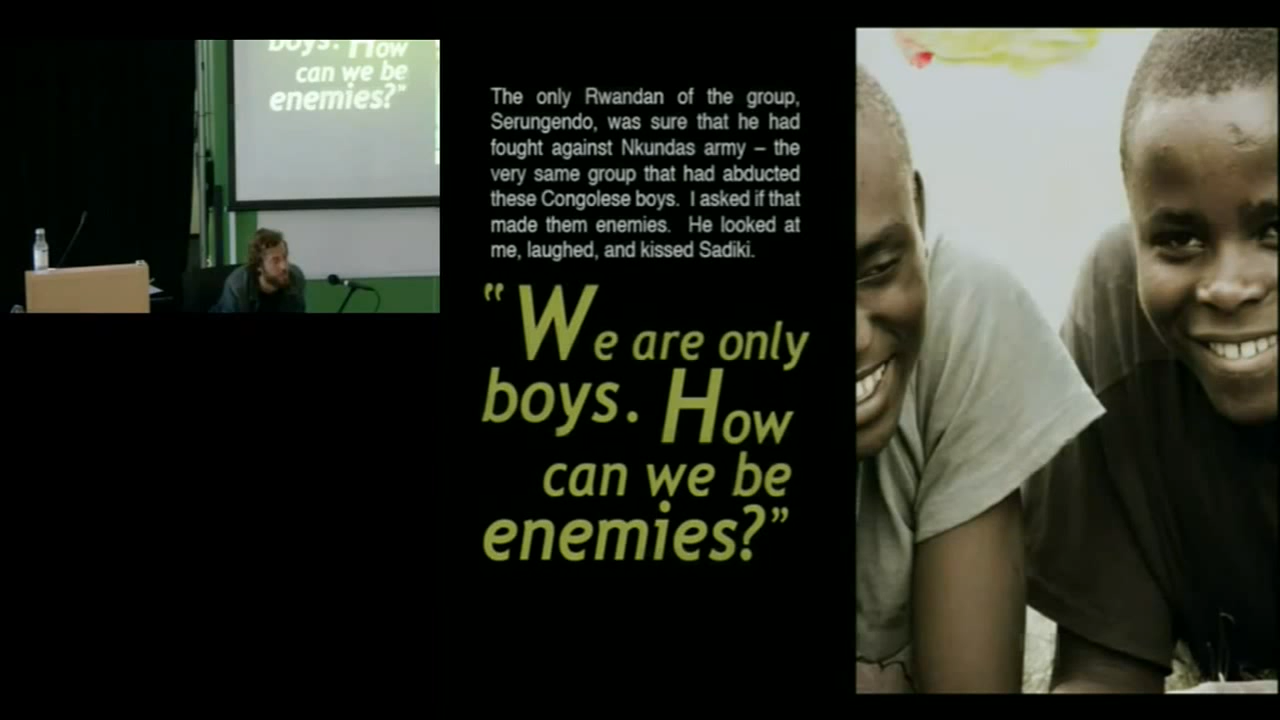 boys. How
can we be
enemies?"
The only Rwandan of the group,
Serungendo, was sure that he had
fought against Nkundas army – the
very same group that had abducted
these Congolese boys. I asked if that
made them enemies. He looked at
me, laughed, and kissed Sadiki.
“We are only
boys. How
can we be
enemies?”